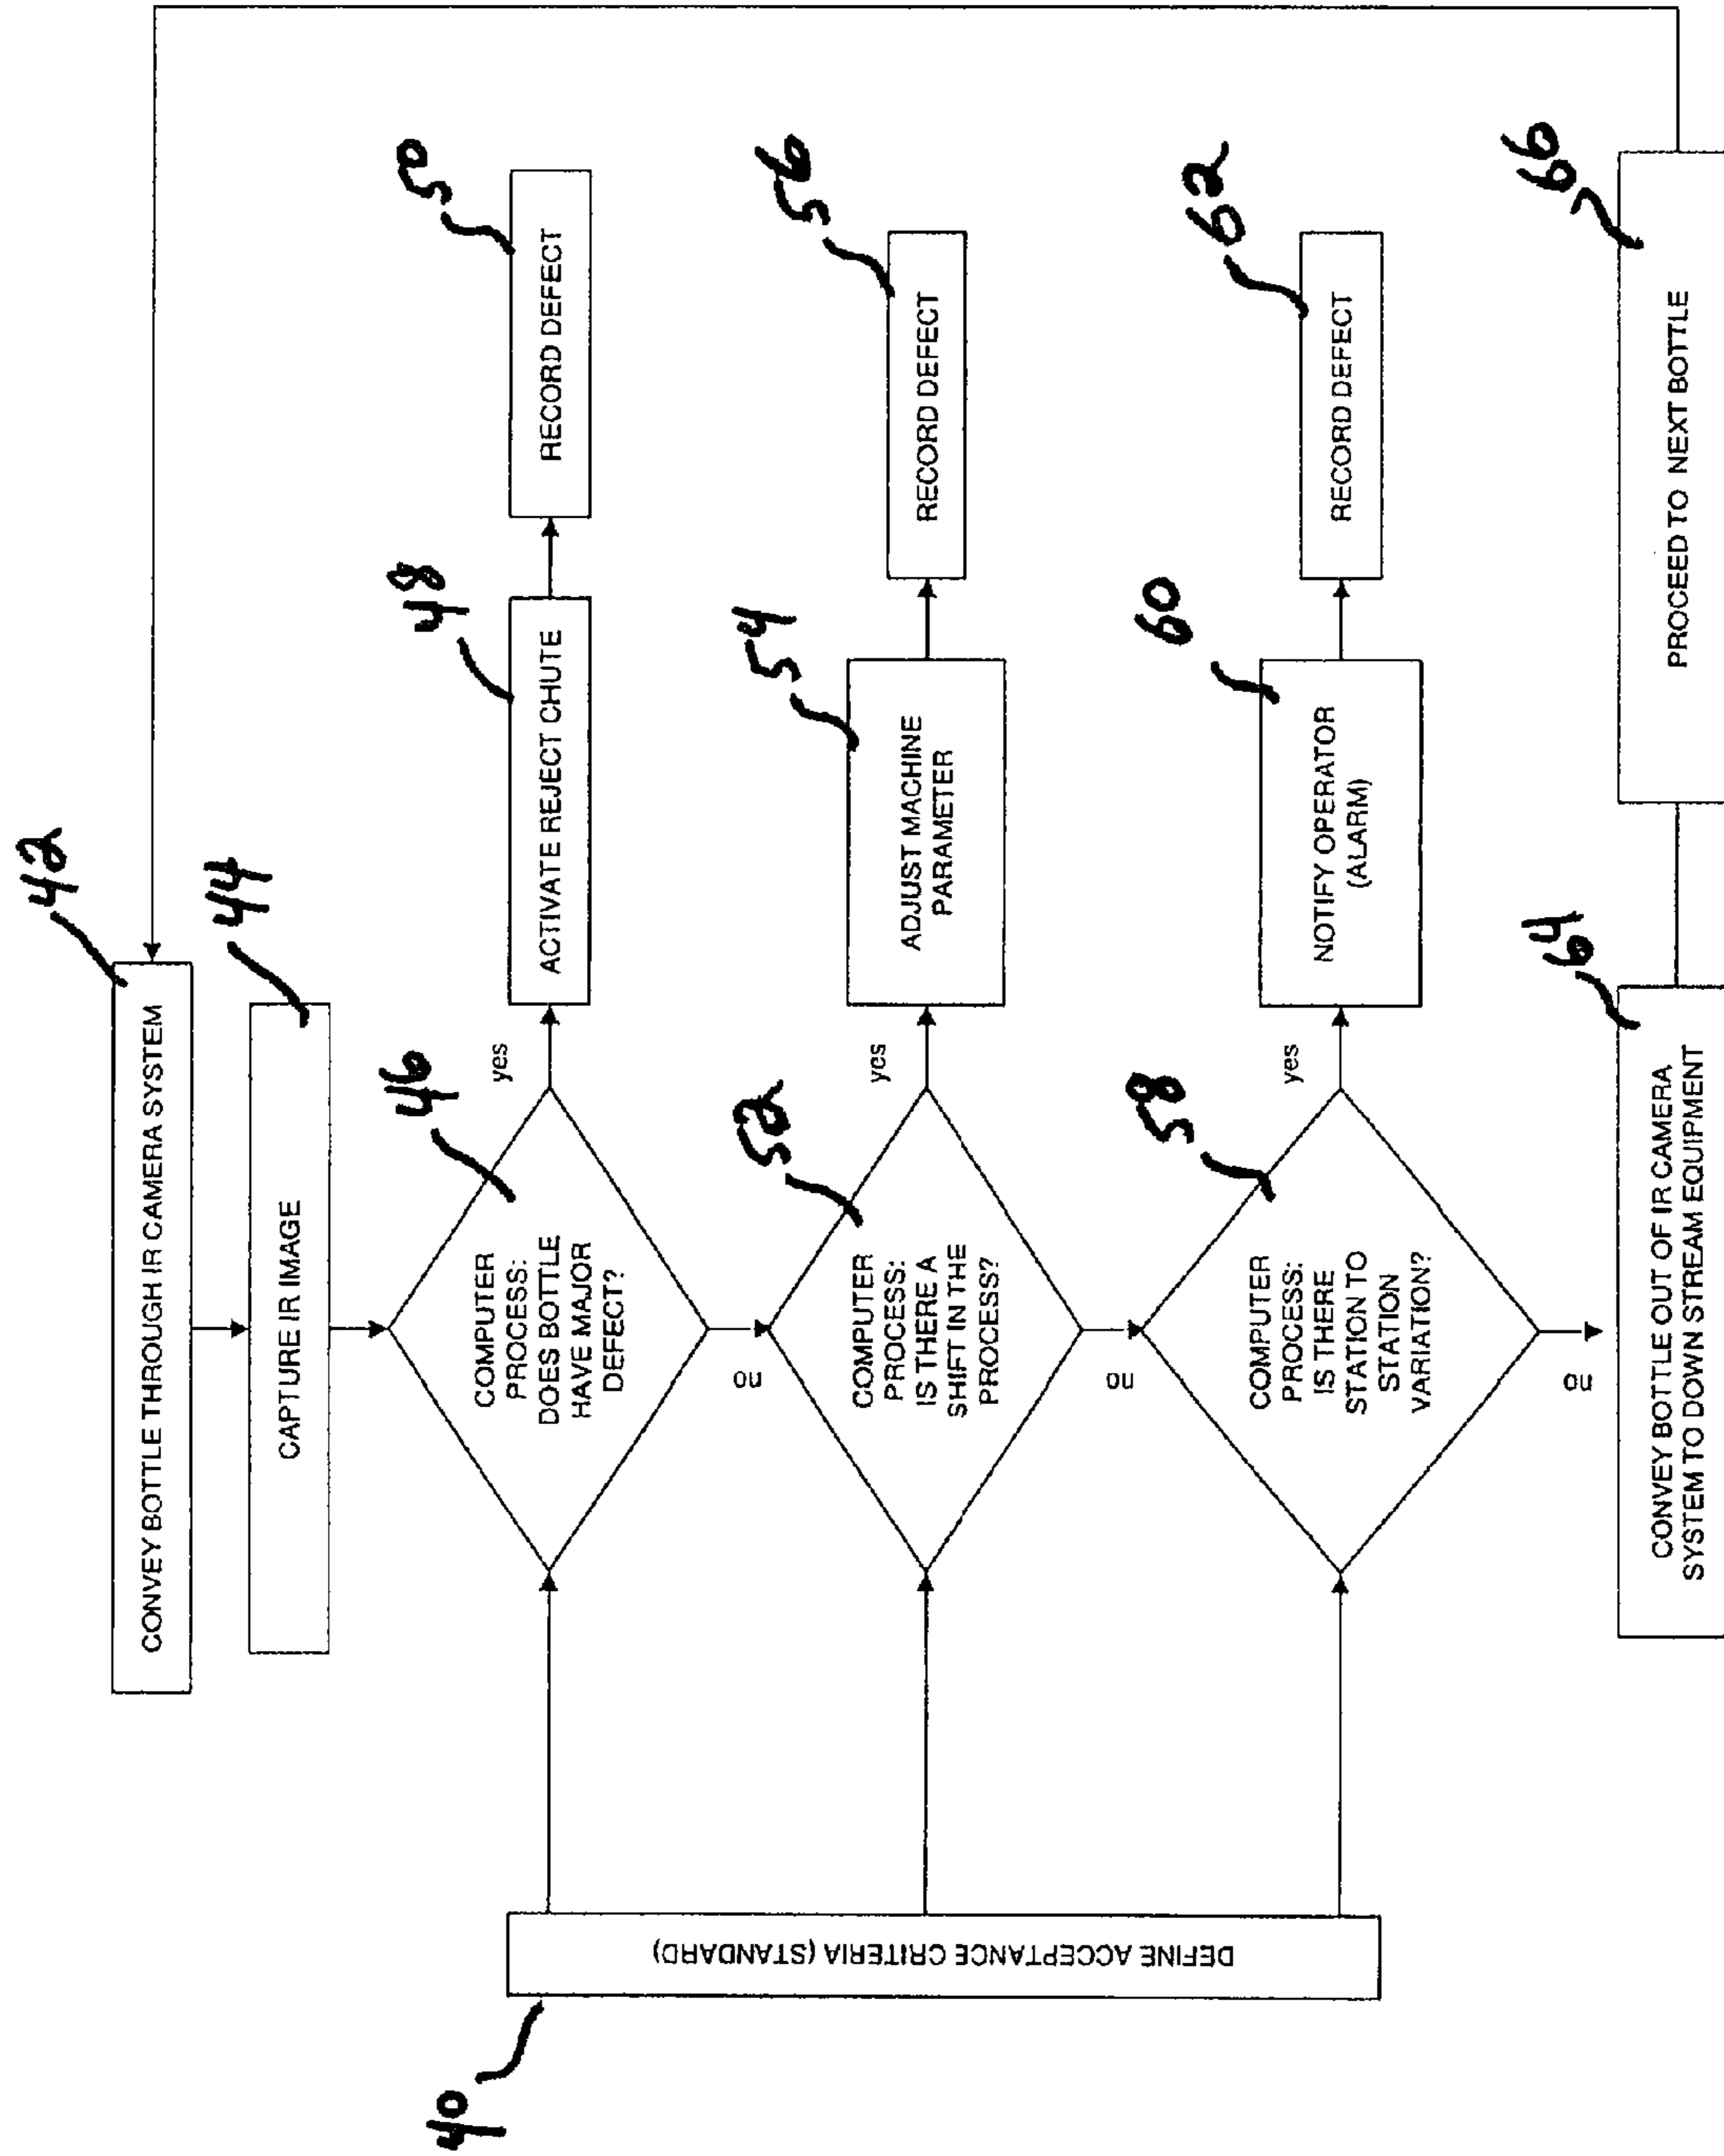 42
CONVEY BOTTLE THROUGH IR CAMERA SYSTEM
44
CAPTURE IR IMAGE
40
DEFINE ACCEPTANCE CRITERIA (STANDARD)
46
COMPUTER
PROCESS:
DOES BOTTLE
HAVE MAJOR
DEFECT?
yes
48
ACTIVATE REJECT CHUTE
50
RECORD DEFECT
no
52
COMPUTER
PROCESS:
IS THERE A
SHIFT IN THE
PROCESS?
yes
54
ADJUST MACHINE
PARAMETER
56
RECORD DEFECT
no
58
COMPUTER
PROCESS:
IS THERE
STATION TO
STATION
VARIATION?
yes
60
NOTIFY OPERATOR
(ALARM)
62
RECORD DEFECT
no
64
CONVEY BOTTLE OUT OF IR CAMERA
SYSTEM TO DOWN STREAM EQUIPMENT
66
PROCEED TO NEXT BOTTLE